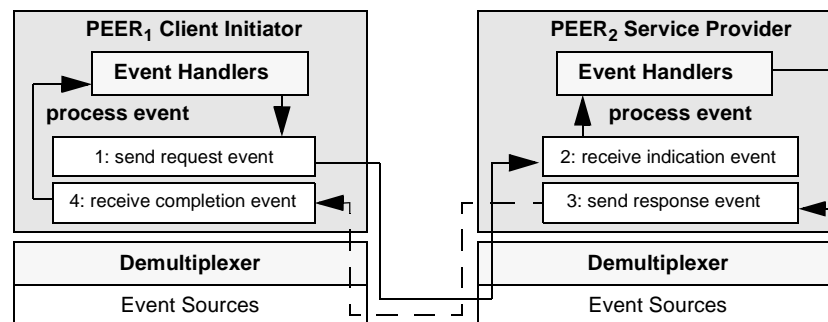 PEER1 Client Initiator
Event Handlers
process event
1: send request event
4: receive completion event
Demultiplexer
Event Sources
PEER2 Service Provider
Event Handlers
process event
2: receive indication event
3: send response event
Demultiplexer
Event Sources